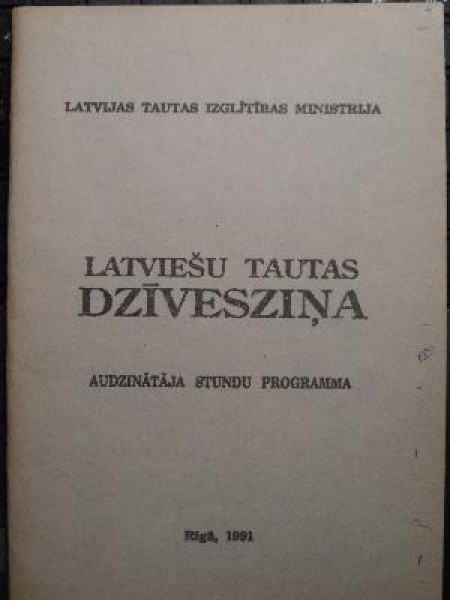 LATVIJAS TAUTAS IZGLĪTĪBAS MINISTRIJA
LATVIEŠU TAUTAS
DZĪVESZIŅA
AUDZINĀTĀJA STUNDU PROGRAMMA
Rīgā, 1991